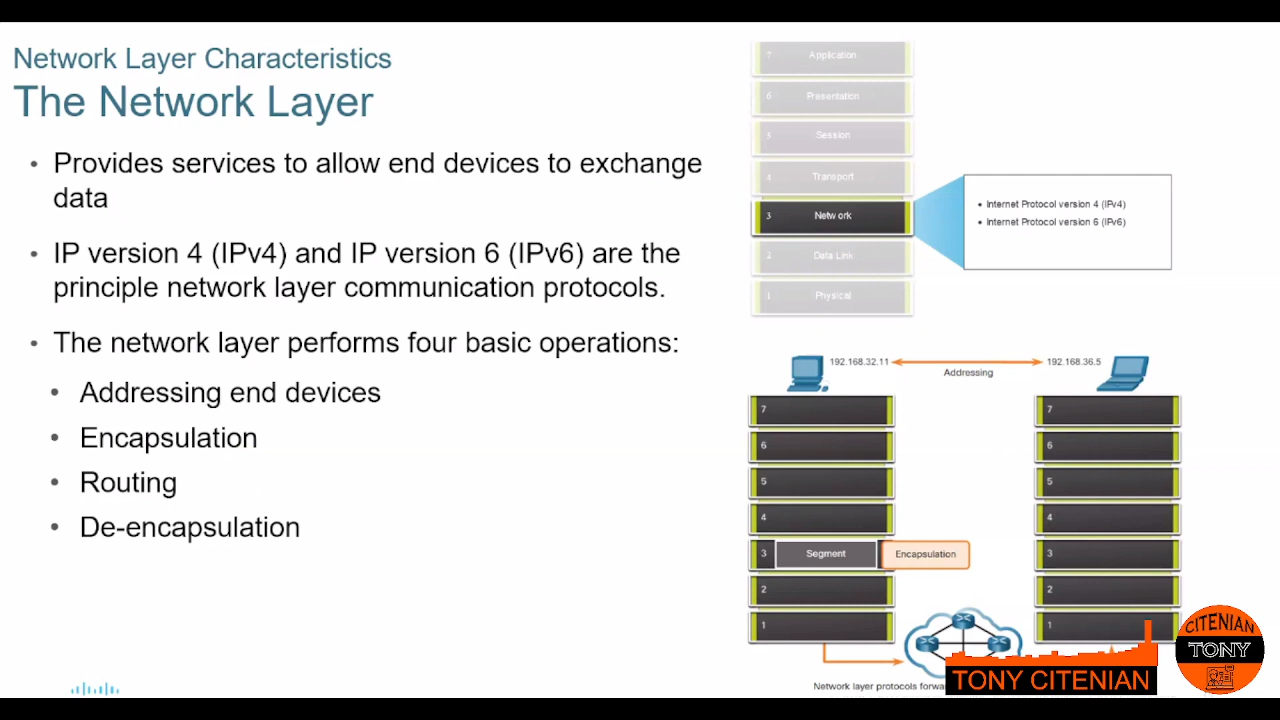 Network Layer Characteristics
The Network Layer
• Provides services to allow end devices to exchange
data
• IP version 4 (IPv4) and IP version 6 (IPv6) are the
principle network layer communication protocols.
• The network layer performs four basic operations:
• Addressing end devices
• Encapsulation
• Routing
• De-encapsulation
7 Application
6 Presentation
5 Session
4 Transport
3 Network
2 Data Link
1 Physical
• Internet Protocol version 4 (IPv4)
• Internet Protocol version 6 (IPv6)
192.168.32.11
192.168.36.5
Addressing
7
6
5
4
3 Segment
Encapsulation
2
1
7
6
5
4
3
2
1
Network layer protocols forwa
TONY CITENIAN
CITENIAN
TONY